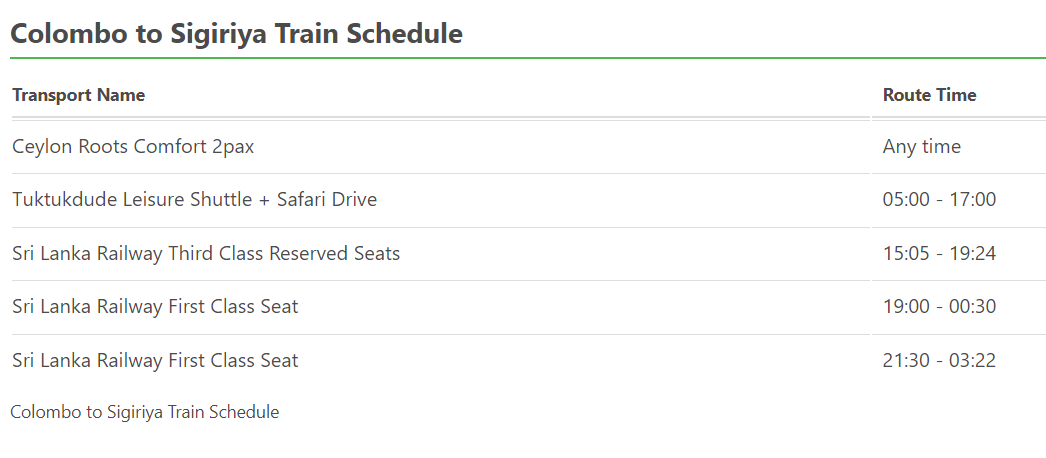 Colombo to Sigiriya Train Schedule
Transport Name Route Time
Ceylon Roots Comfort 2pax Any time
Tuktukdude Leisure Shuttle + Safari Drive 05:00 - 17:00
Sri Lanka Railway Third Class Reserved Seats 15:05 - 19:24
Sri Lanka Railway First Class Seat 19:00 - 00:30
Sri Lanka Railway First Class Seat 21:30 - 03:22
Colombo to Sigiriya Train Schedule